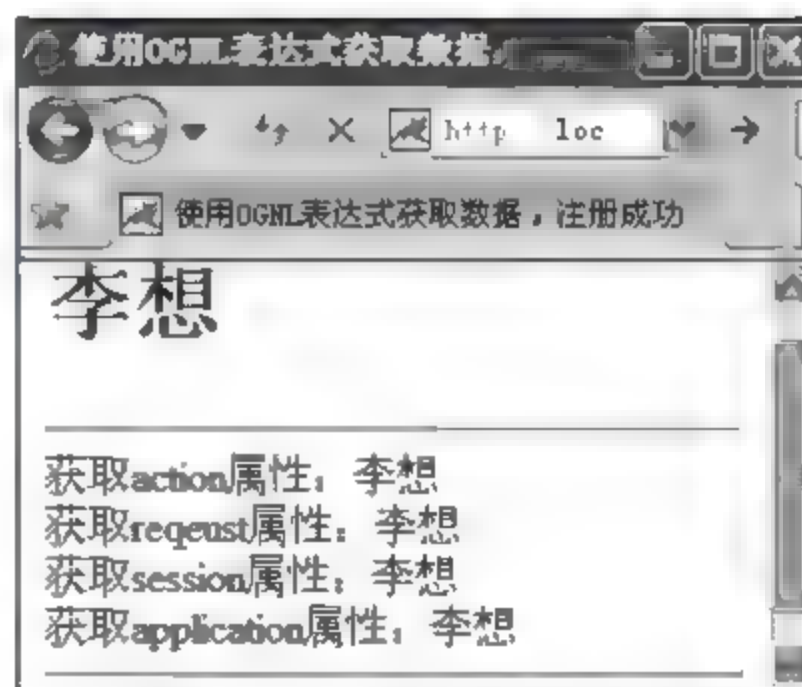 使用OGNL表达式获取数据,
http loc
使用OGNL表达式获取数据,注册成功
李想
获取action属性: 李想
获取reqeust属性: 李想
获取session属性: 李想
获取application属性: 李想